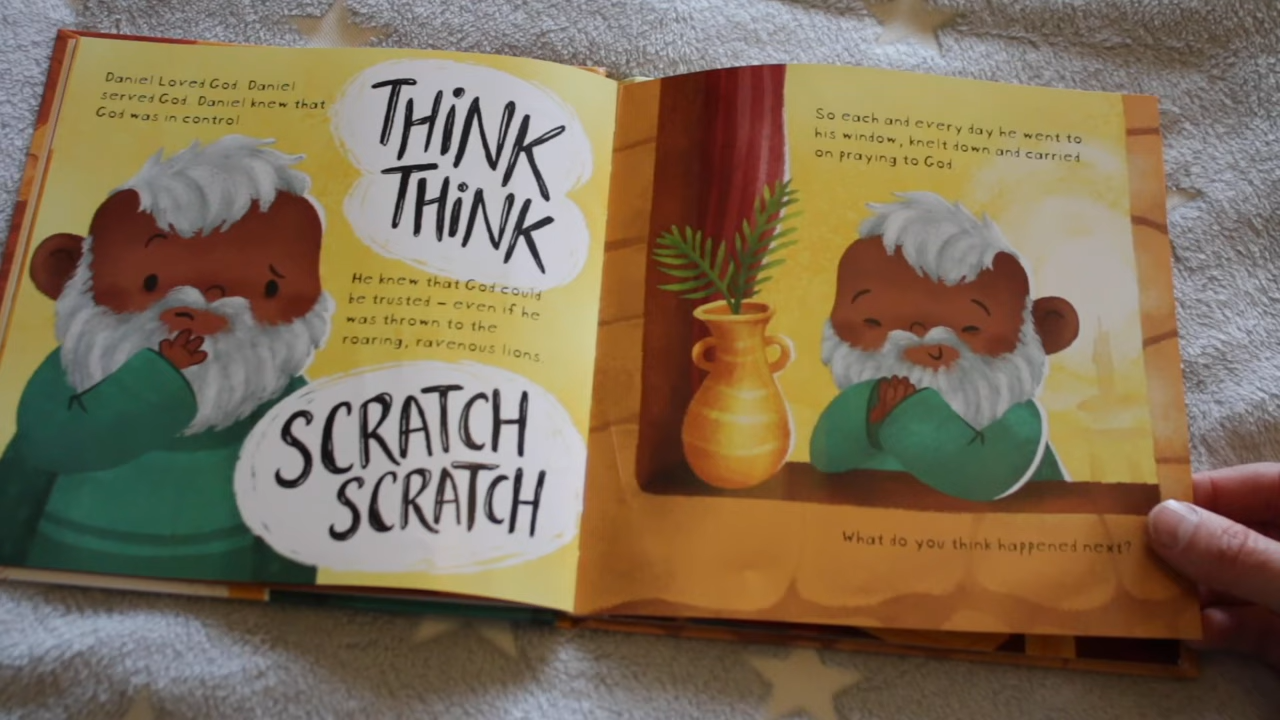 Daniel Loved God. Daniel
served God. Daniel knew that
God was in control
THiNK
THiNK
He knew that God could
be trusted – even if he
was thrown to the
roaring, ravenous lions.
SCRATCH
SCRATCH
So each and every day he went to
his window, knelt down and carried
on praying to God.
What do you think happened next?